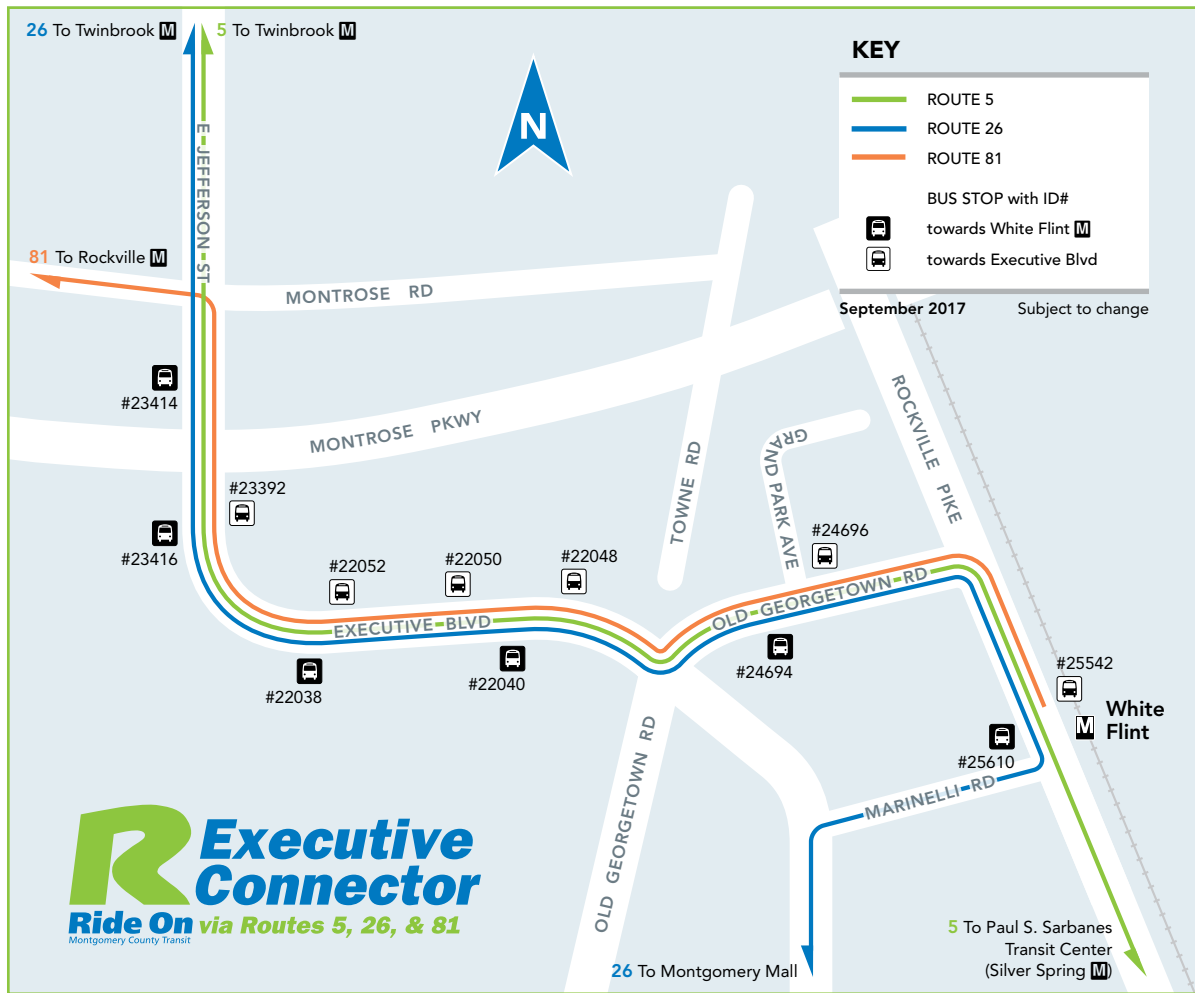 26 To Twinbrook M
5 To Twinbrook M
N
KEY
ROUTE 5
ROUTE 26
ROUTE 81
BUS STOP with ID#
towards White Flint M
towards Executive Blvd
September 2017
Subject to change
E JEFFERSON ST
81 To Rockville M
MONTROSE RD
#23414
MONTROSE PKWY
ROCKVILLE PIKE
GRAND PARK AVE
TOWNE RD
#23392
#23416
#22052
#22050
#22048
#24696
EXECUTIVE BLVD
OLD GEORGETOWN RD
#22038
#22040
#24694
#25542
M
White
Flint
#25610
MARINELLI RD
OLD GEORGETOWN RD
R
Executive
Connector
Ride On
via Routes 5, 26, & 81
Montgomery County Transit
26 To Montgomery Mall
5 To Paul S. Sarbanes
Transit Center
(Silver Spring M)